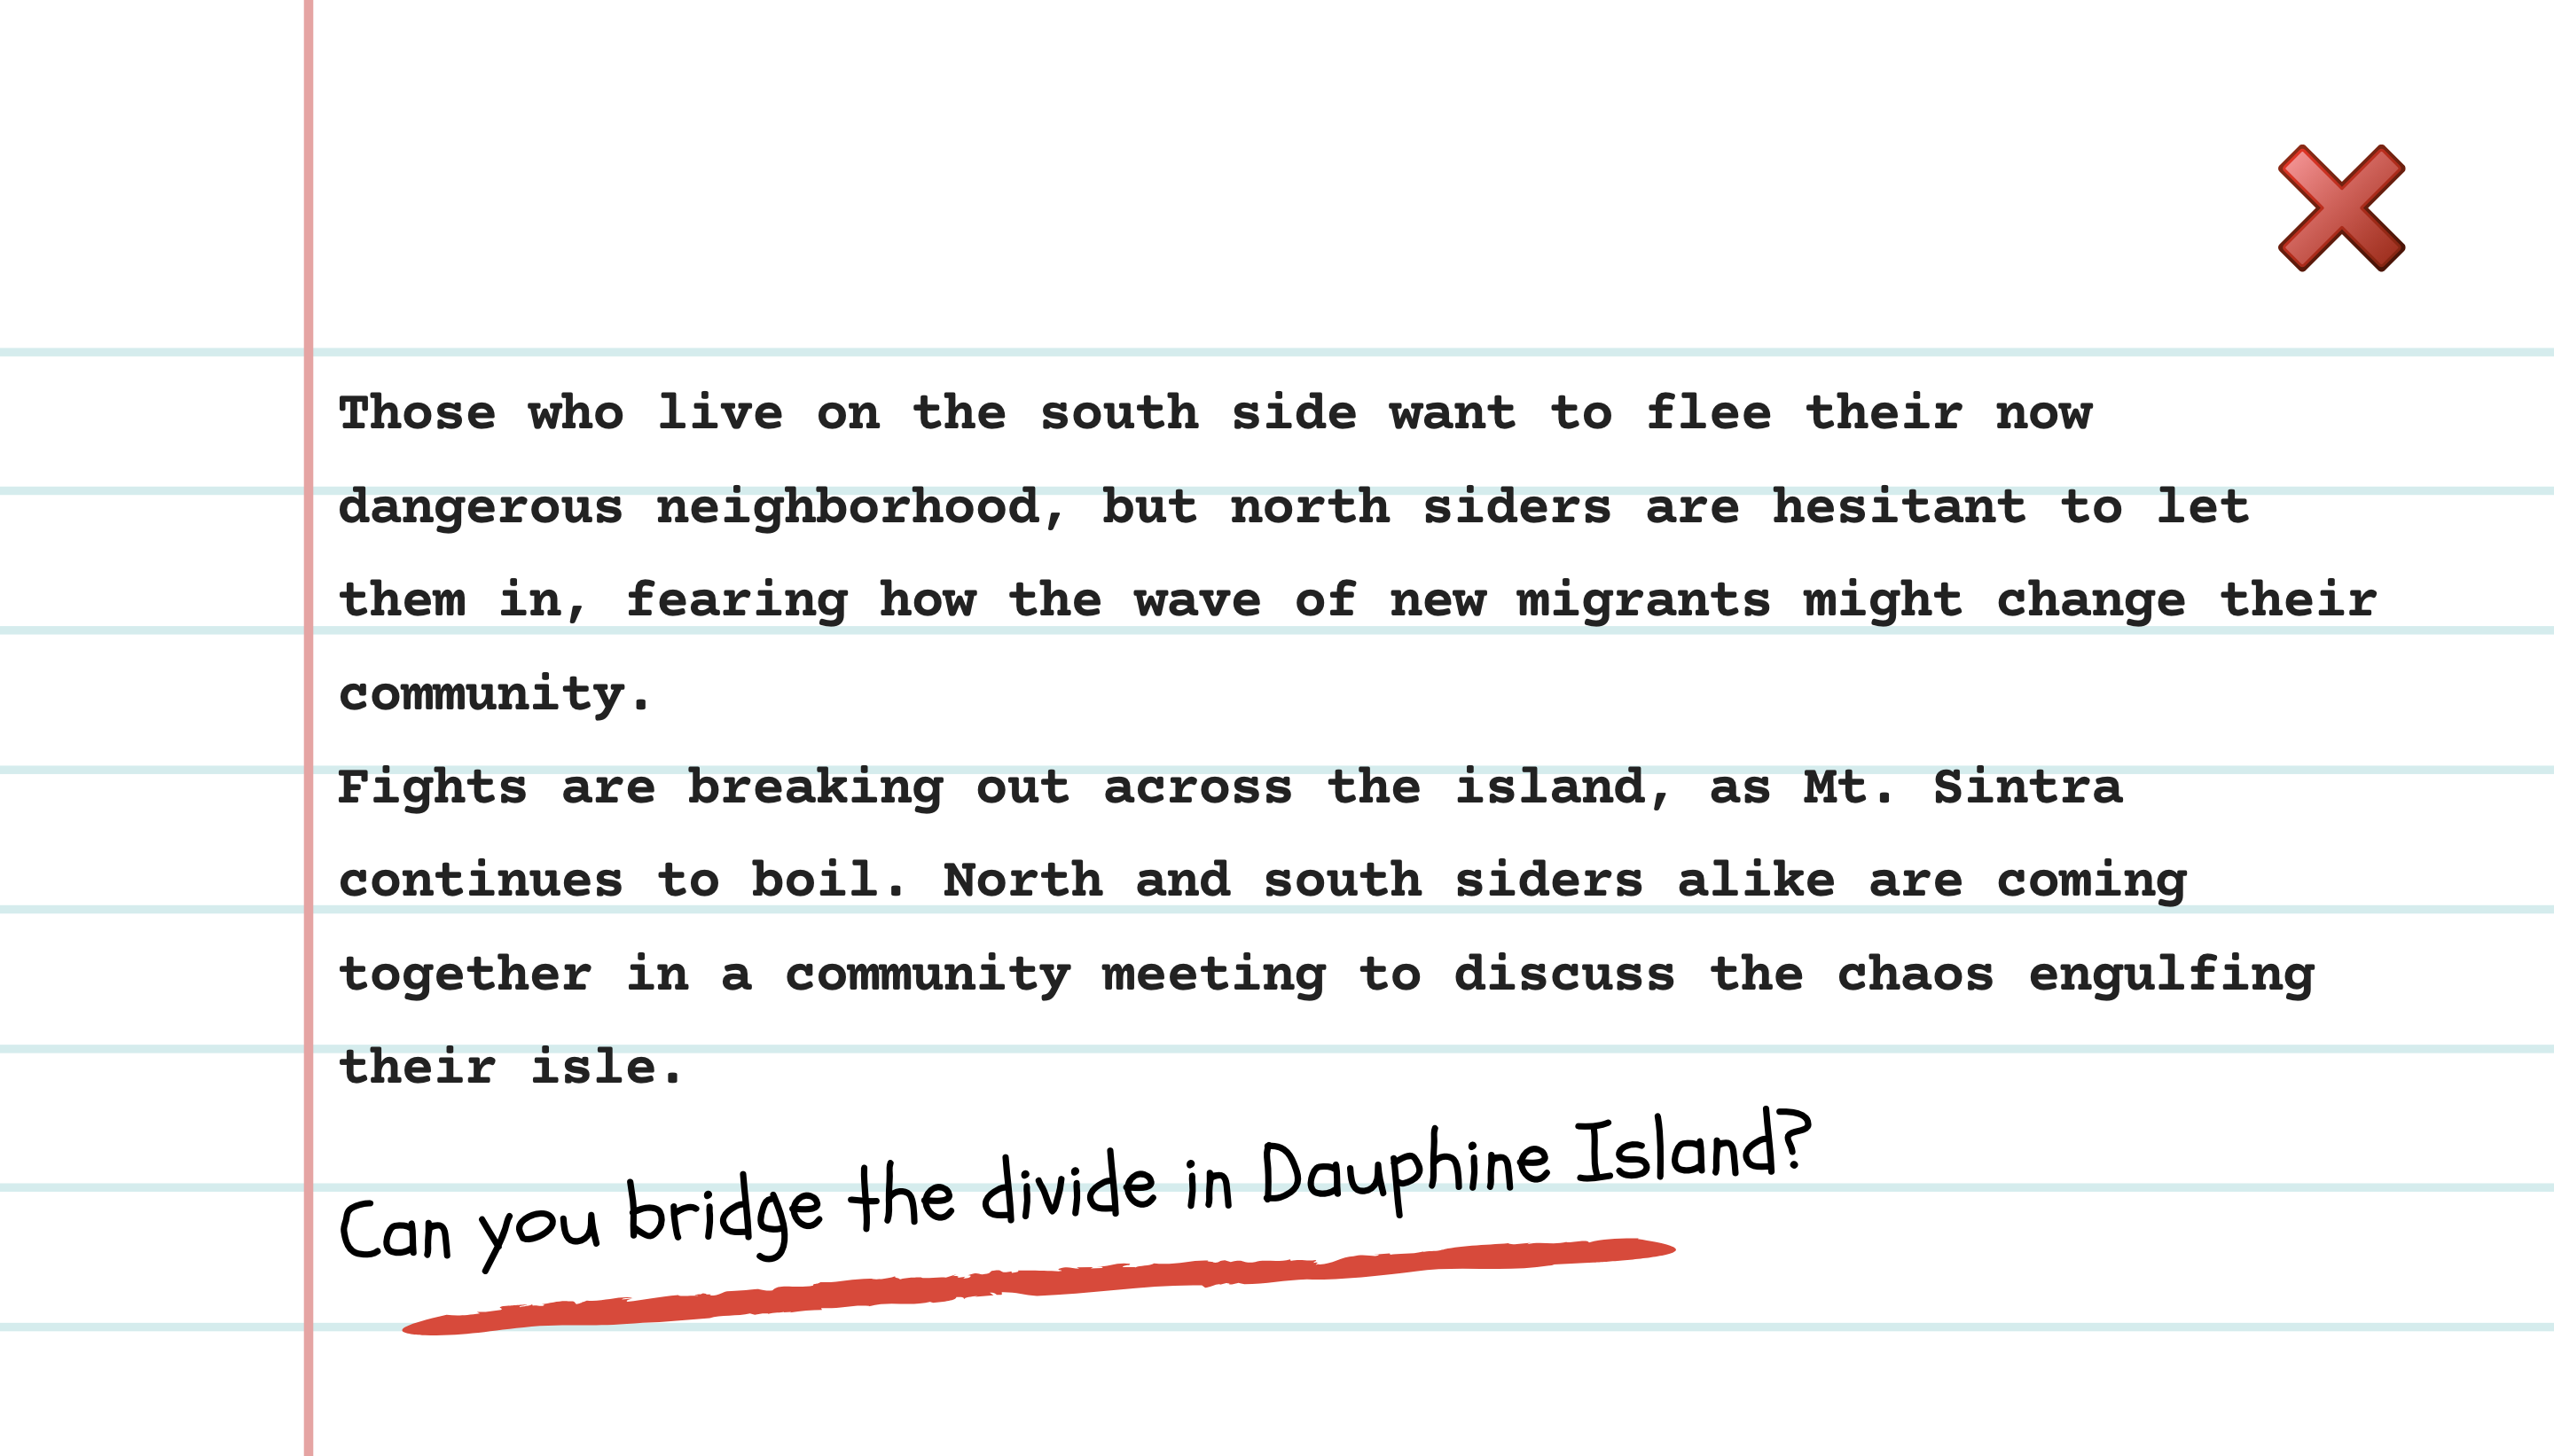 Those who live on the south side want to flee their now
dangerous neighborhood, but north siders are hesitant to let
them in, fearing how the wave of new migrants might change their
community.
Fights are breaking out across the island, as Mt. Sintra
continues to boil. North and south siders alike are coming
together in a community meeting to discuss the chaos engulfing
their isle.
Can you bridge the divide in Dauphine Island?